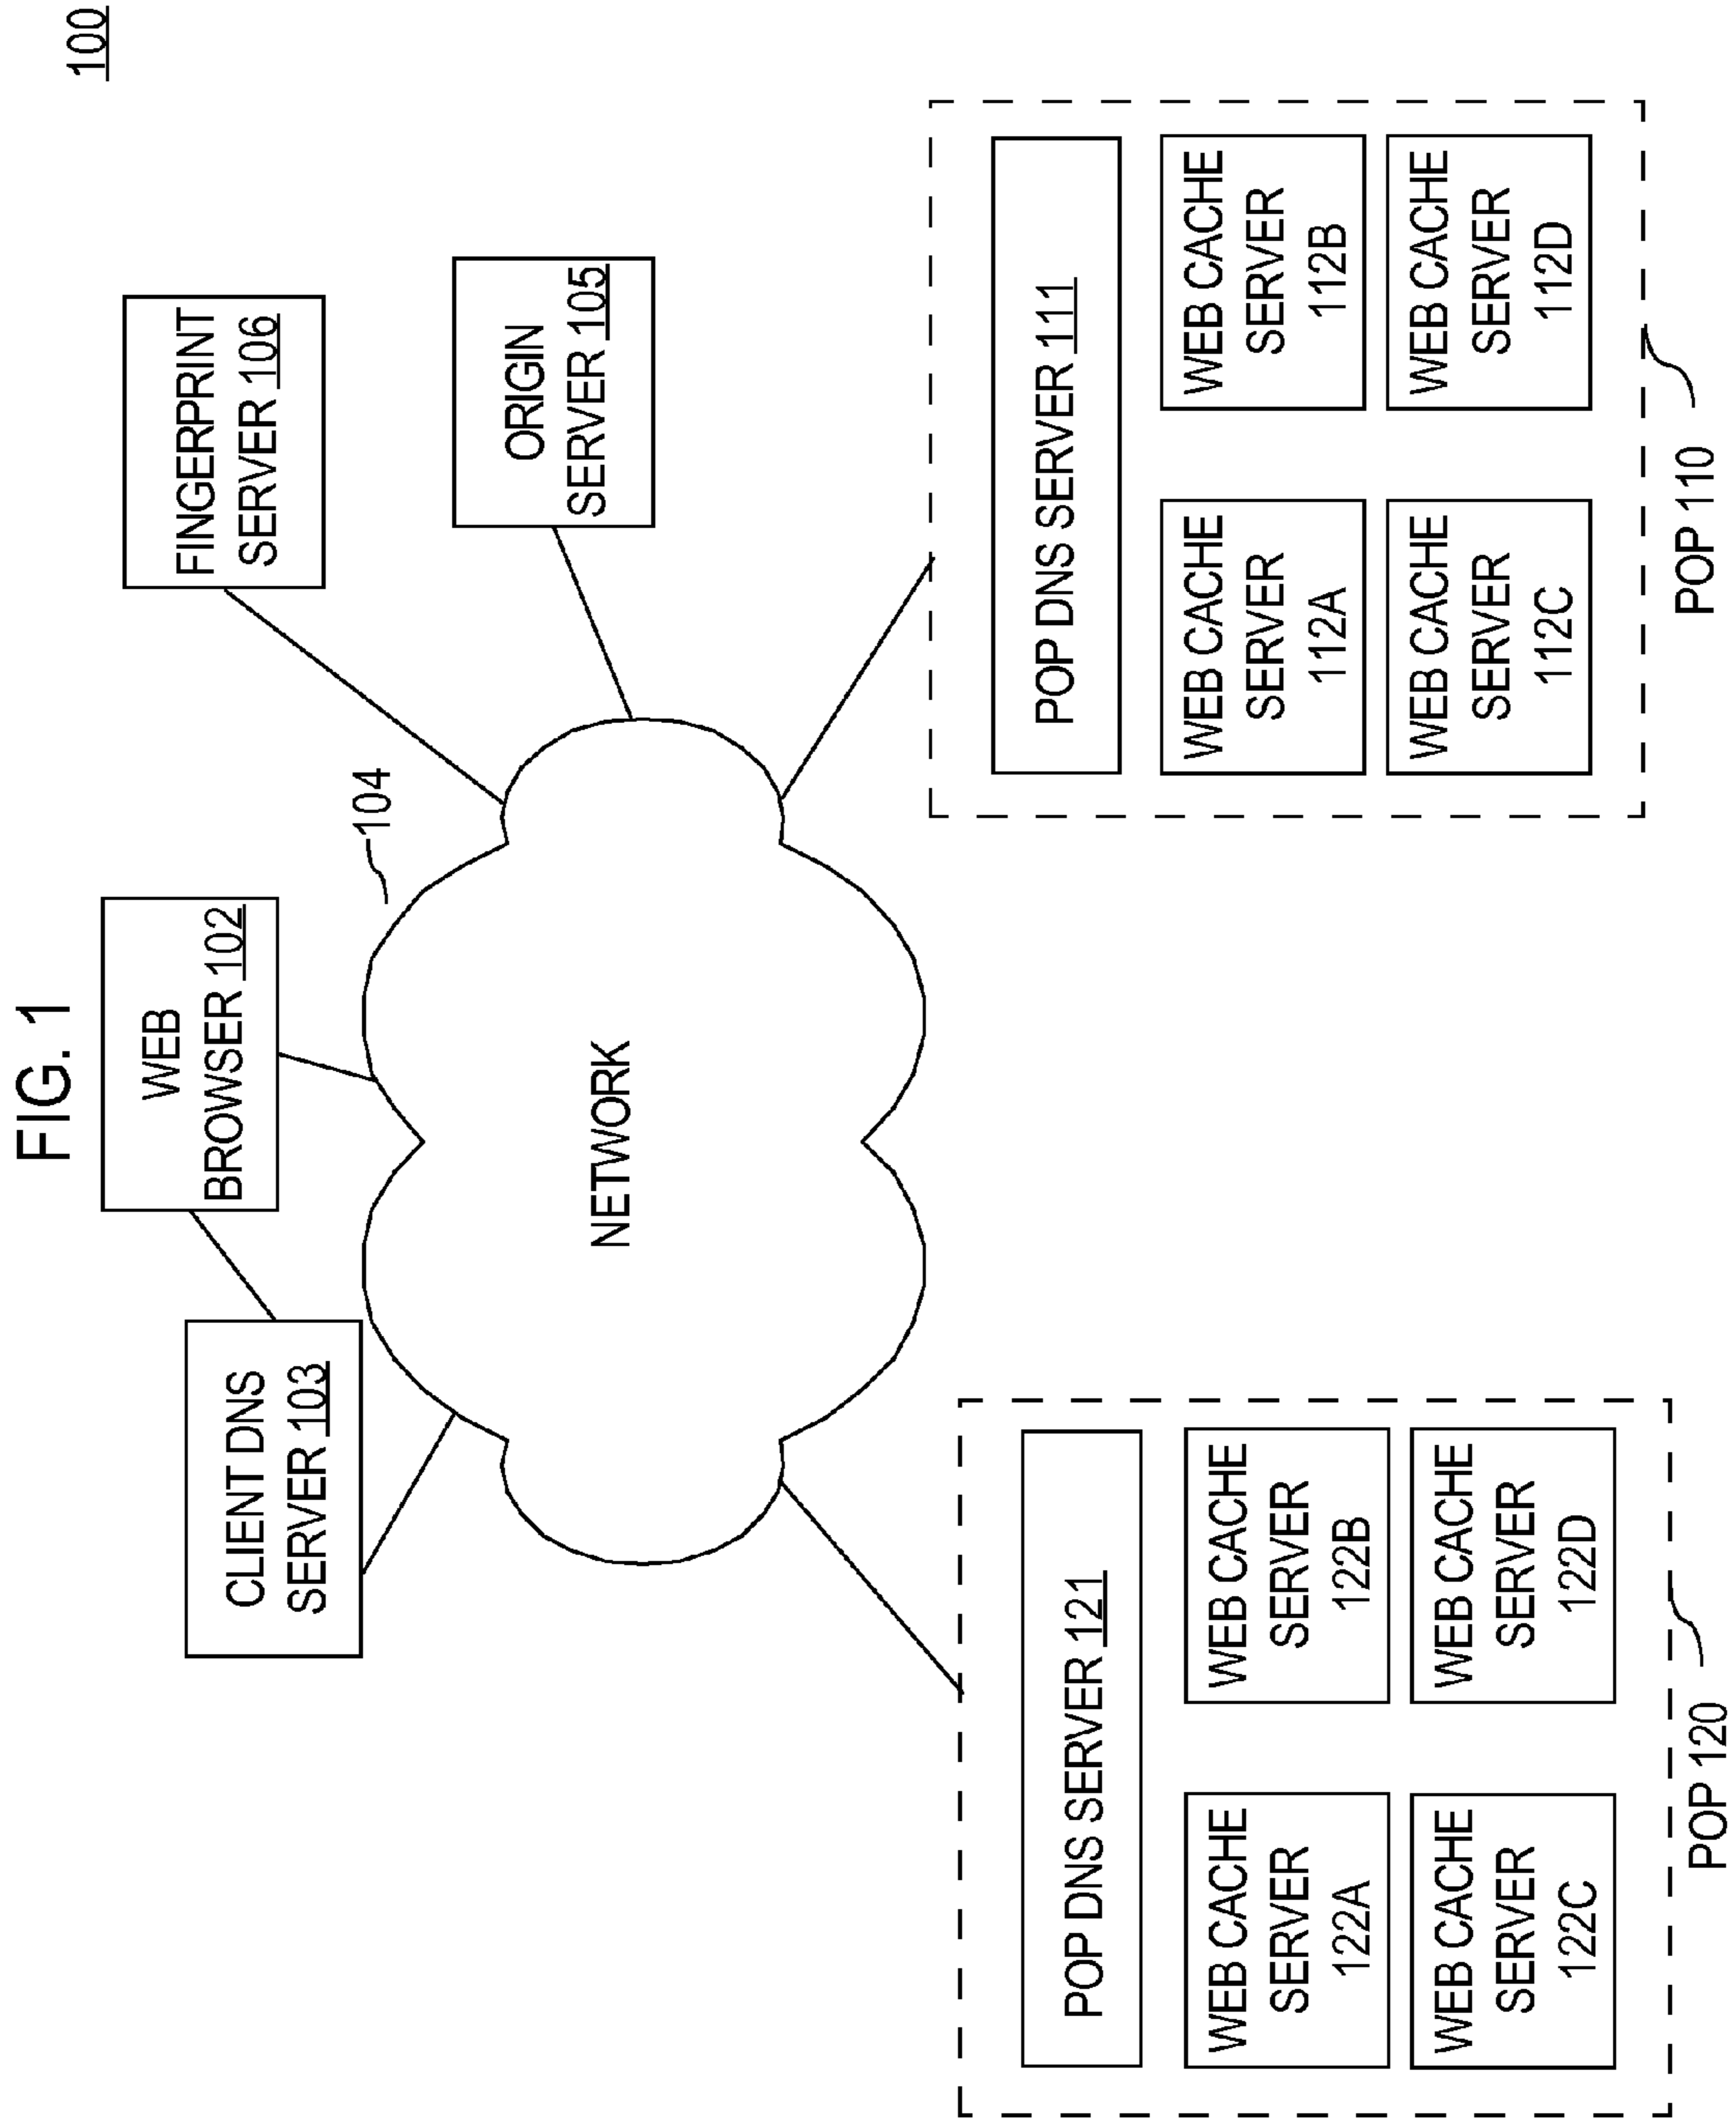 FIG. 1
100
WEB
BROWSER 102
CLIENT DNS
SERVER 103
104
FINGERPRINT
SERVER 106
ORIGIN
SERVER 105
NETWORK
POP DNS SERVER 121
WEB CACHE
SERVER
122A
WEB CACHE
SERVER
122B
WEB CACHE
SERVER
122C
WEB CACHE
SERVER
122D
POP 120
POP DNS SERVER 111
WEB CACHE
SERVER
112A
WEB CACHE
SERVER
112B
WEB CACHE
SERVER
112C
WEB CACHE
SERVER
112D
POP 110